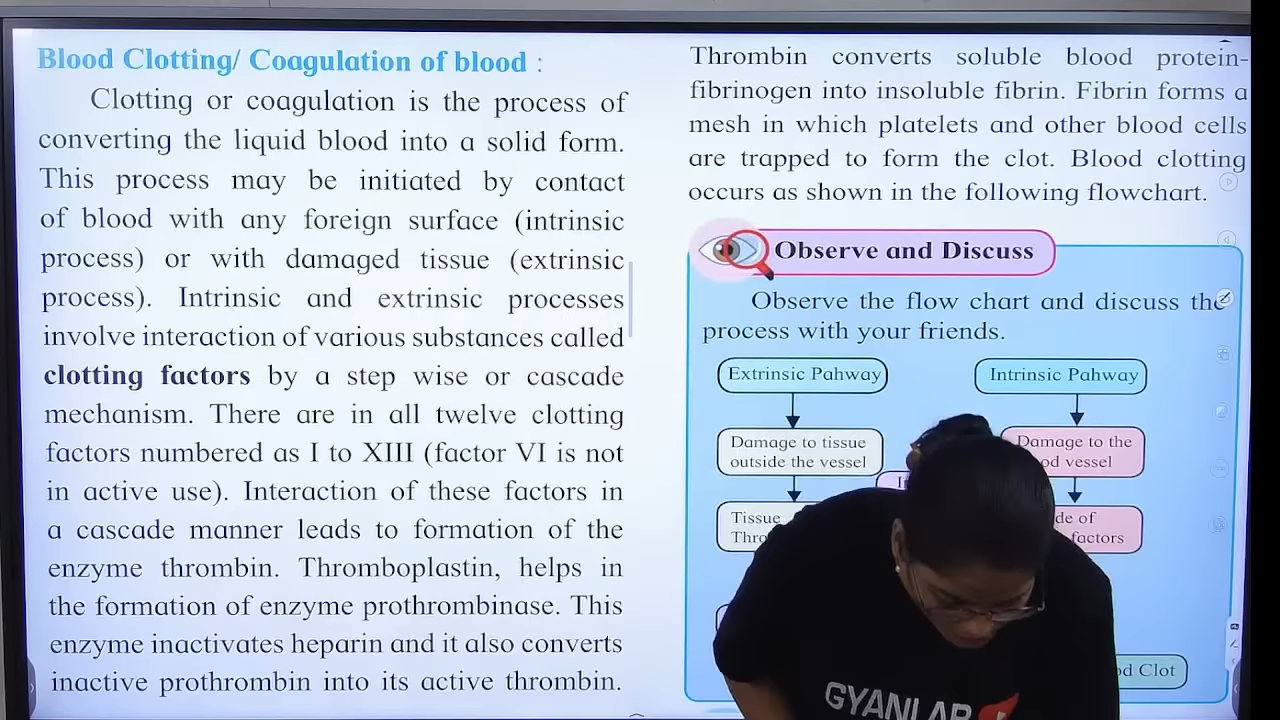 Blood Clotting/ Coagulation of blood :
Clotting or coagulation is the process of
converting the liquid blood into a solid form.
This process may be initiated by contact
of blood with any foreign surface (intrinsic
process) or with damaged tissue (extrinsic
process). Intrinsic and extrinsic processes
involve interaction of various substances called
clotting factors by a step wise or cascade
mechanism. There are in all twelve clotting
factors numbered as I to XIII (factor VI is not
in active use). Interaction of these factors in
a cascade manner leads to formation of the
enzyme thrombin. Thromboplastin, helps in
the formation of enzyme prothrombinase. This
enzyme inactivates heparin and it also converts
inactive prothrombin into its active thrombin.
Thrombin converts soluble blood protein-
fibrinogen into insoluble fibrin. Fibrin forms a
mesh in which platelets and other blood cells
are trapped to form the clot. Blood clotting
occurs as shown in the following flowchart.
Observe and Discuss
Observe the flow chart and discuss the
process with your friends.
Extrinsic Pahway
Damage to tissue
outside the vessel
Tissue
Intrinsic Pahway
Damage to the
vessel
of
factors
Clot